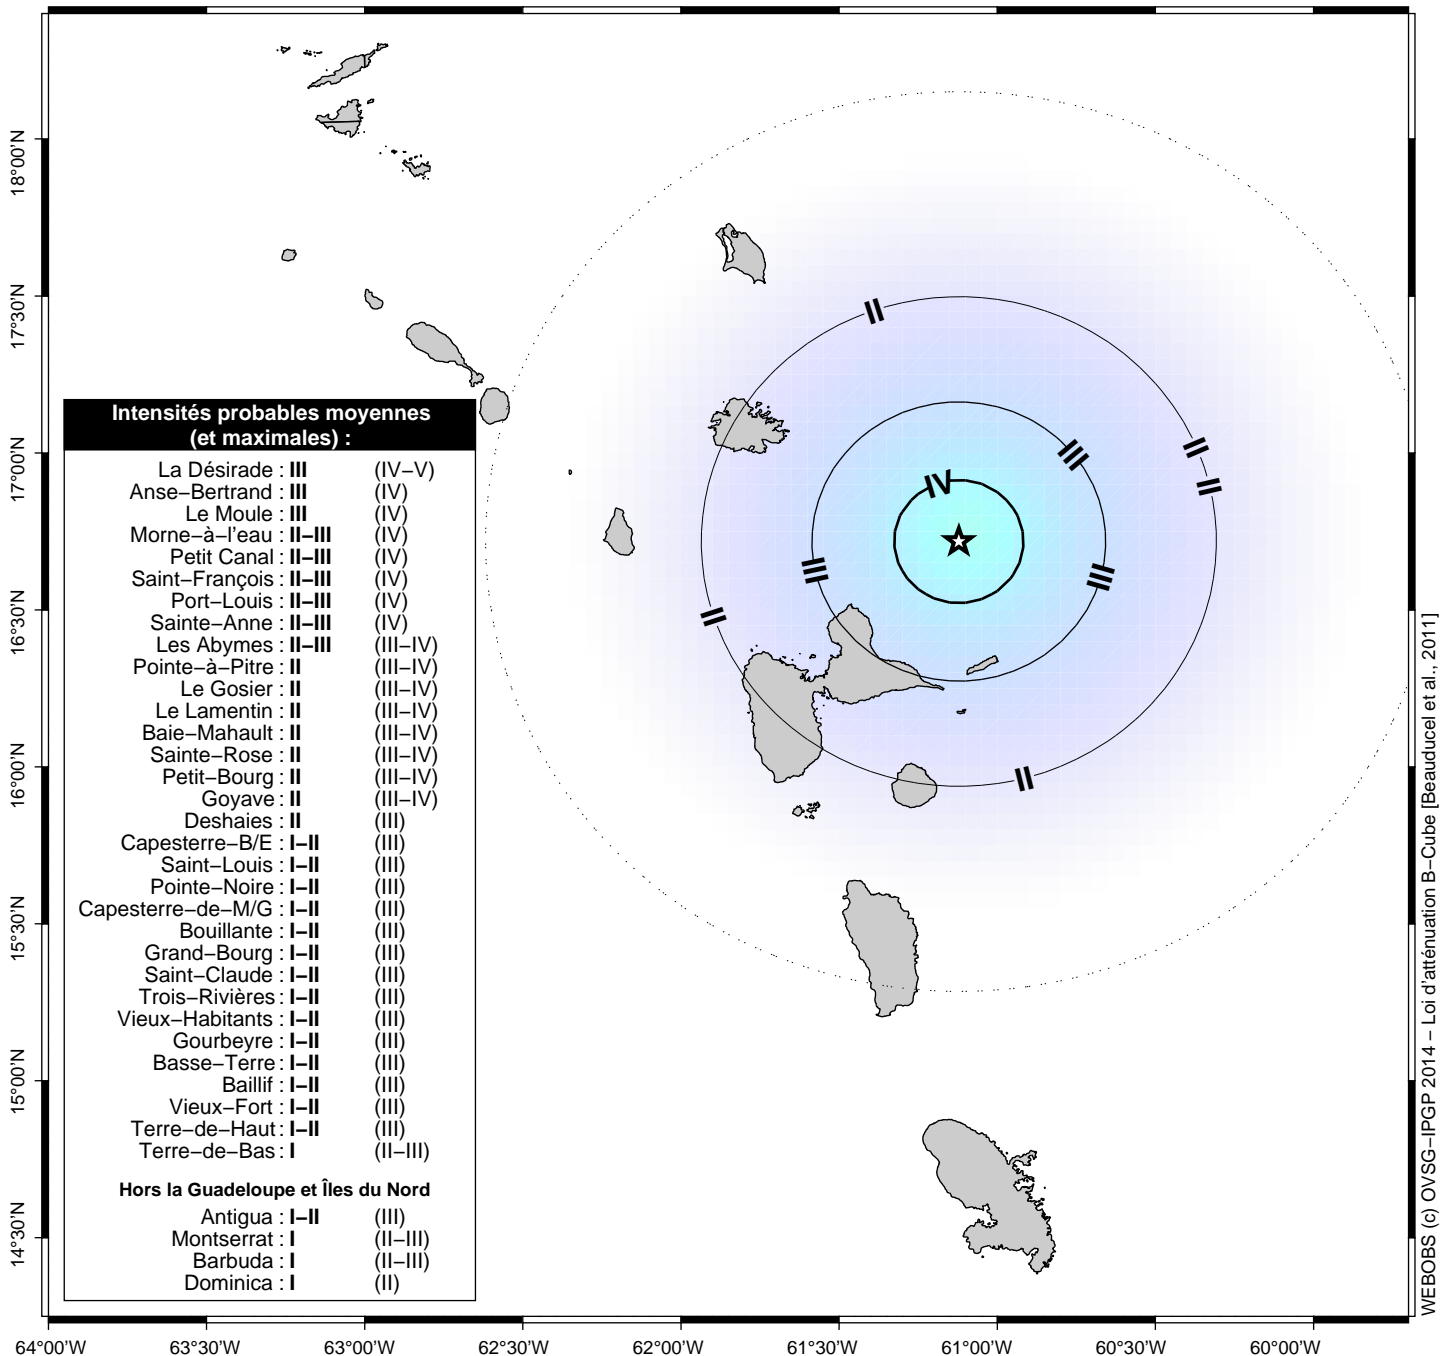 Intensités probables moyennes
(et maximales) :
La Désirade : III (IV–V)
Anse–Bertrand : III (IV)
Le Moule : III (IV)
Morne–à–l'eau : II–III (IV)
Petit Canal : II–III (IV)
Saint–François : II–III (IV)
Port–Louis : II–III (IV)
Sainte–Anne : II–III (IV)
Les Abymes : II–III (III–IV)
Pointe–à–Pitre : II (III–IV)
Le Gosier : II (III–IV)
Le Lamentin : II (III–IV)
Baie–Mahault : II (III–IV)
Sainte–Rose : II (III–IV)
Petit–Bourg : II (III–IV)
Goyave : II (III–IV)
Deshaies : II (III)
Capesterre–B/E : I–II (III)
Saint–Louis : I–II (III)
Pointe–Noire : I–II (III)
Capesterre–de–M/G : I–II (III)
Bouillante : I–II (III)
Grand–Bourg : I–II (III)
Saint–Claude : I–II (III)
Trois–Rivières : I–II (III)
Vieux–Habitants : I–II (III)
Gourbeyre : I–II (III)
Basse–Terre : I–II (III)
Baillif : I–II (III)
Vieux–Fort : I–II (III)
Terre–de–Haut : I–II (III)
Terre–de–Bas : I (II–III)
Hors la Guadeloupe et Îles du Nord
Antigua : I–II (III)
Montserrat : I (II–III)
Barbuda : I (II–III)
Dominica : I (II)
II
II
II
II
II
III
III
III
IV
18°00'N
17°30'N
17°00'N
16°30'N
16°00'N
15°30'N
15°00'N
14°30'N
64°00'W
63°30'W
63°00'W
62°30'W
62°00'W
61°30'W
61°00'W
60°30'W
60°00'W
WEBOBS (c) OVSG–IPGP 2014 – Loi d'atténuation B–Cube [Beauducel et al., 2011]